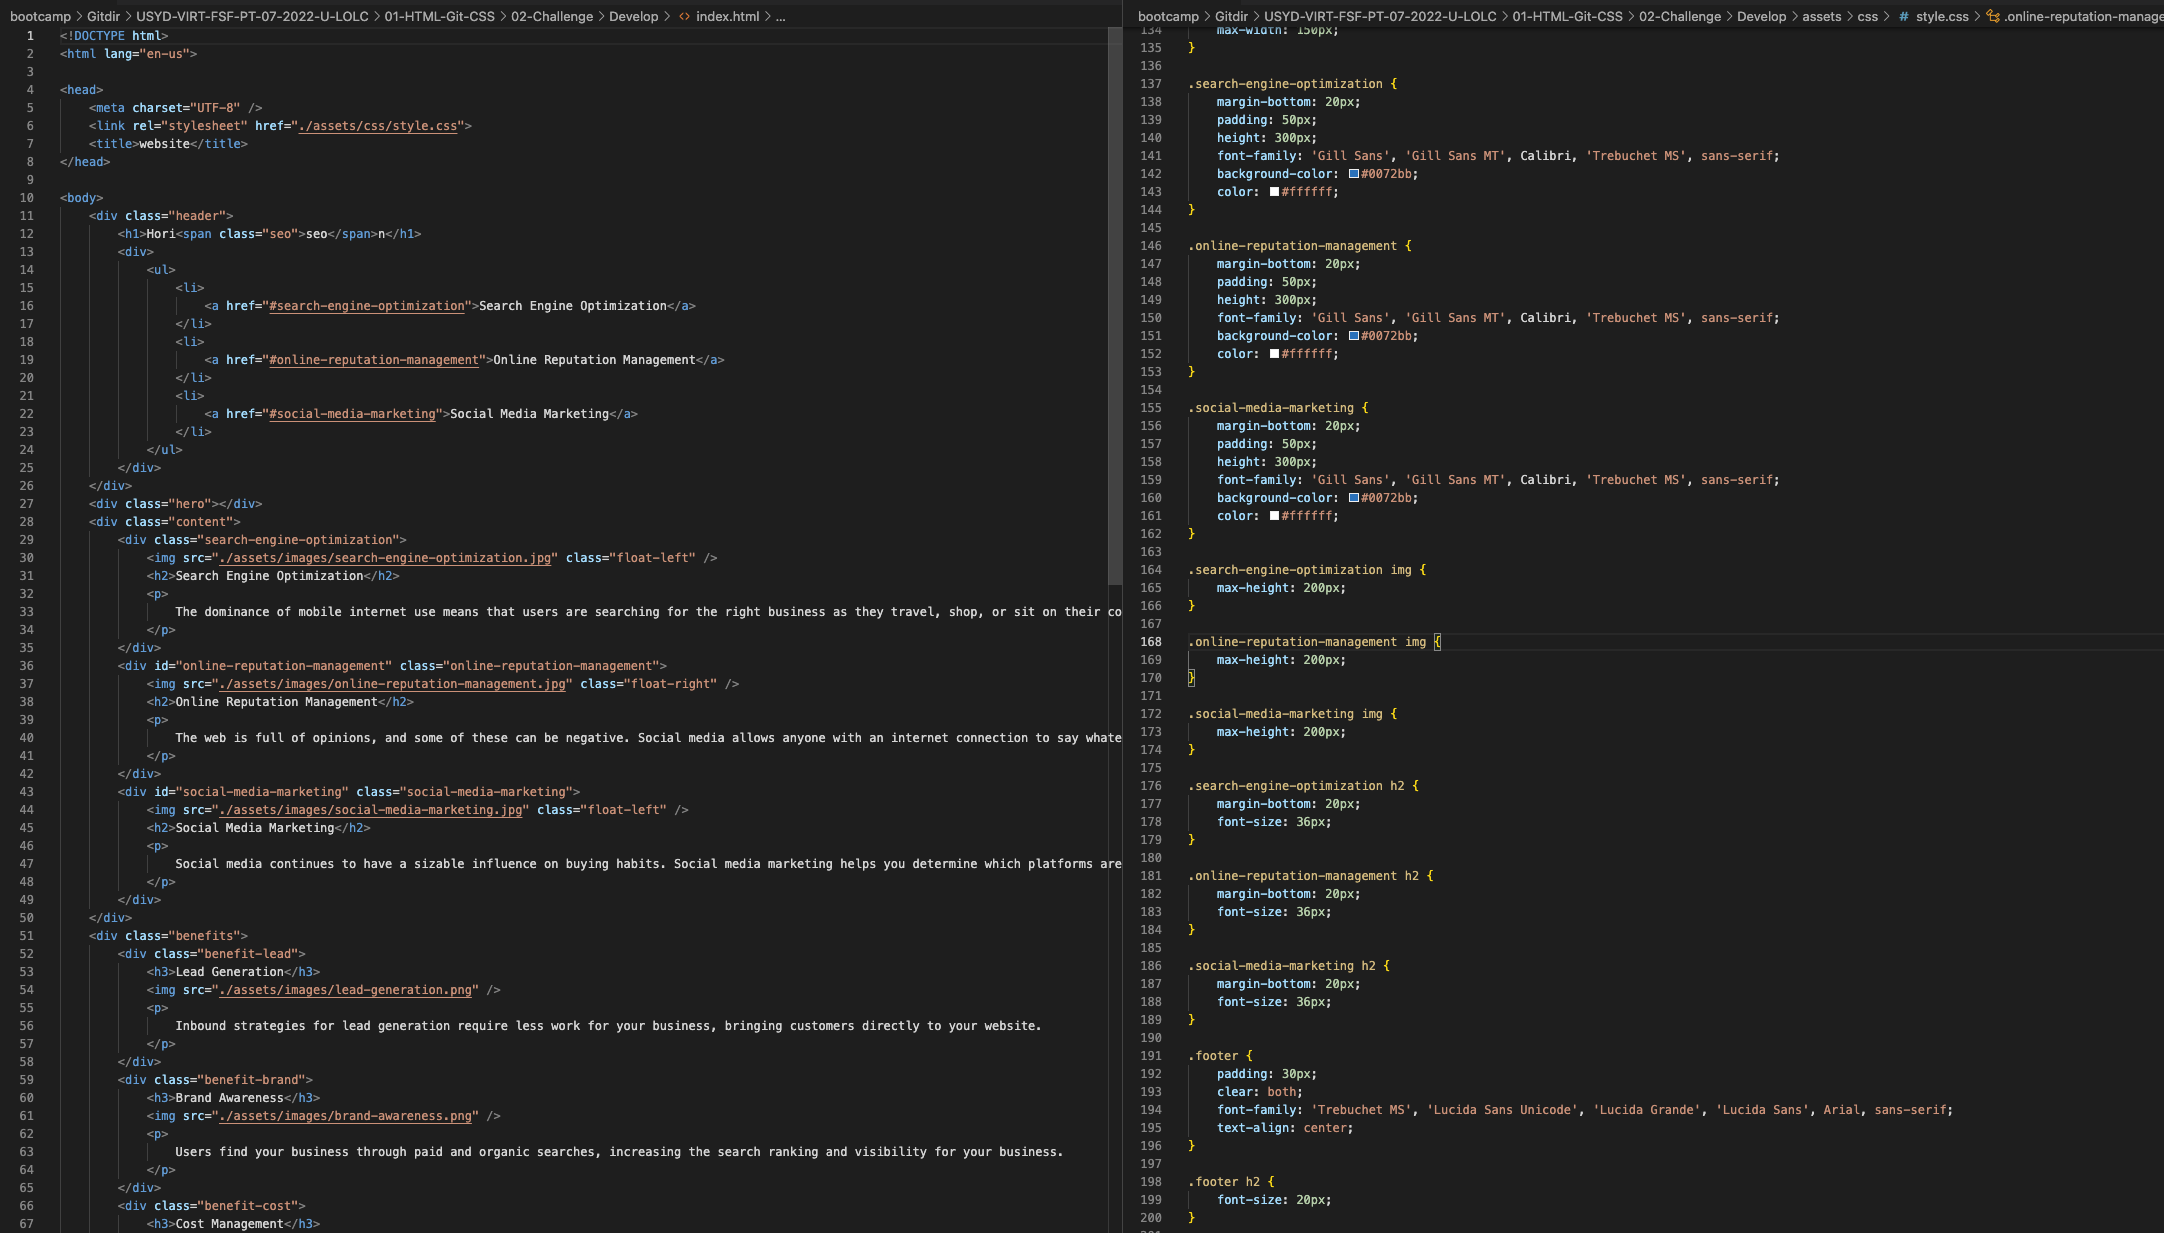 bootcamp > Gitdir > USYD-VIRT-FSF-PT-07-2022-U-LOLC > 01-HTML-Git-CSS > 02-Challenge > Develop > <> index.html > ...
1 <!DOCTYPE html>
2 <html lang="en-us">
3
4 <head>
5 <meta charset="UTF-8" />
6 <link rel="stylesheet" href="./assets/css/style.css">
7 <title>website</title>
8 </head>
9
10 <body>
11 <div class="header">
12 <h1>Hori<span class="seo">seo</span>n</h1>
13 <div>
14 <ul>
15 <li>
16 <a href="#search-engine-optimization">Search Engine Optimization</a>
17 </li>
18 <li>
19 <a href="#online-reputation-management">Online Reputation Management</a>
20 </li>
21 <li>
22 <a href="#social-media-marketing">Social Media Marketing</a>
23 </li>
24 </ul>
25 </div>
26 </div>
27 <div class="hero"></div>
28 <div class="content">
29 <div class="search-engine-optimization">
30 <img src="./assets/images/search-engine-optimization.jpg" class="float-left" />
31 <h2>Search Engine Optimization</h2>
32 <p>
33 The dominance of mobile internet use means that users are searching for the right business as they travel, shop, or sit on their co
34 </p>
35 </div>
36 <div id="online-reputation-management" class="online-reputation-management">
37 <img src="./assets/images/online-reputation-management.jpg" class="float-right" />
38 <h2>Online Reputation Management</h2>
39 <p>
40 The web is full of opinions, and some of these can be negative. Social media allows anyone with an internet connection to say whate
41 </p>
42 </div>
43 <div id="social-media-marketing" class="social-media-marketing">
44 <img src="./assets/images/social-media-marketing.jpg" class="float-left" />
45 <h2>Social Media Marketing</h2>
46 <p>
47 Social media continues to have a sizable influence on buying habits. Social media marketing helps you determine which platforms are
48 </p>
49 </div>
50 </div>
51 <div class="benefits">
52 <div class="benefit-lead">
53 <h3>Lead Generation</h3>
54 <img src="./assets/images/lead-generation.png" />
55 <p>
56 Inbound strategies for lead generation require less work for your business, bringing customers directly to your website.
57 </p>
58 </div>
59 <div class="benefit-brand">
60 <h3>Brand Awareness</h3>
61 <img src="./assets/images/brand-awareness.png" />
62 <p>
63 Users find your business through paid and organic searches, increasing the search ranking and visibility for your business.
64 </p>
65 </div>
66 <div class="benefit-cost">
67 <h3>Cost Management</h3>
bootcamp > Gitdir > USYD-VIRT-FSF-PT-07-2022-U-LOLC > 01-HTML-Git-CSS > 02-Challenge > Develop > assets > css > # style.css > .online-reputation-manage
134 max-width: 150px;
135 }
136
137 .search-engine-optimization {
138 margin-bottom: 20px;
139 padding: 50px;
140 height: 300px;
141 font-family: 'Gill Sans', 'Gill Sans MT', Calibri, 'Trebuchet MS', sans-serif;
142 background-color: #0072bb;
143 color: #ffffff;
144 }
145
146 .online-reputation-management {
147 margin-bottom: 20px;
148 padding: 50px;
149 height: 300px;
150 font-family: 'Gill Sans', 'Gill Sans MT', Calibri, 'Trebuchet MS', sans-serif;
151 background-color: #0072bb;
152 color: #ffffff;
153 }
154
155 .social-media-marketing {
156 margin-bottom: 20px;
157 padding: 50px;
158 height: 300px;
159 font-family: 'Gill Sans', 'Gill Sans MT', Calibri, 'Trebuchet MS', sans-serif;
160 background-color: #0072bb;
161 color: #ffffff;
162 }
163
164 .search-engine-optimization img {
165 max-height: 200px;
166 }
167
168 .online-reputation-management img {
169 max-height: 200px;
170 }
171
172 .social-media-marketing img {
173 max-height: 200px;
174 }
175
176 .search-engine-optimization h2 {
177 margin-bottom: 20px;
178 font-size: 36px;
179 }
180
181 .online-reputation-management h2 {
182 margin-bottom: 20px;
183 font-size: 36px;
184 }
185
186 .social-media-marketing h2 {
187 margin-bottom: 20px;
188 font-size: 36px;
189 }
190
191 .footer {
192 padding: 30px;
193 clear: both;
194 font-family: 'Trebuchet MS', 'Lucida Sans Unicode', 'Lucida Grande', 'Lucida Sans', Arial, sans-serif;
195 text-align: center;
196 }
197
198 .footer h2 {
199 font-size: 20px;
200 }